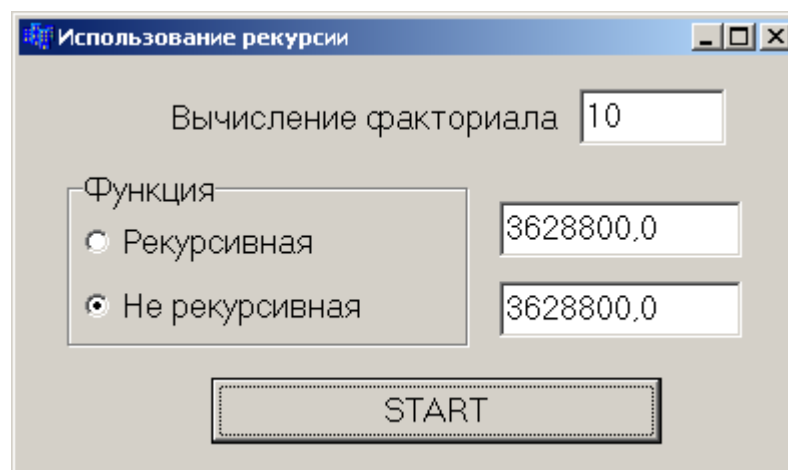 Использование рекурсии
Вычисление факториала 10
Функция
Рекурсивная 3628800,0
Не рекурсивная 3628800,0
START